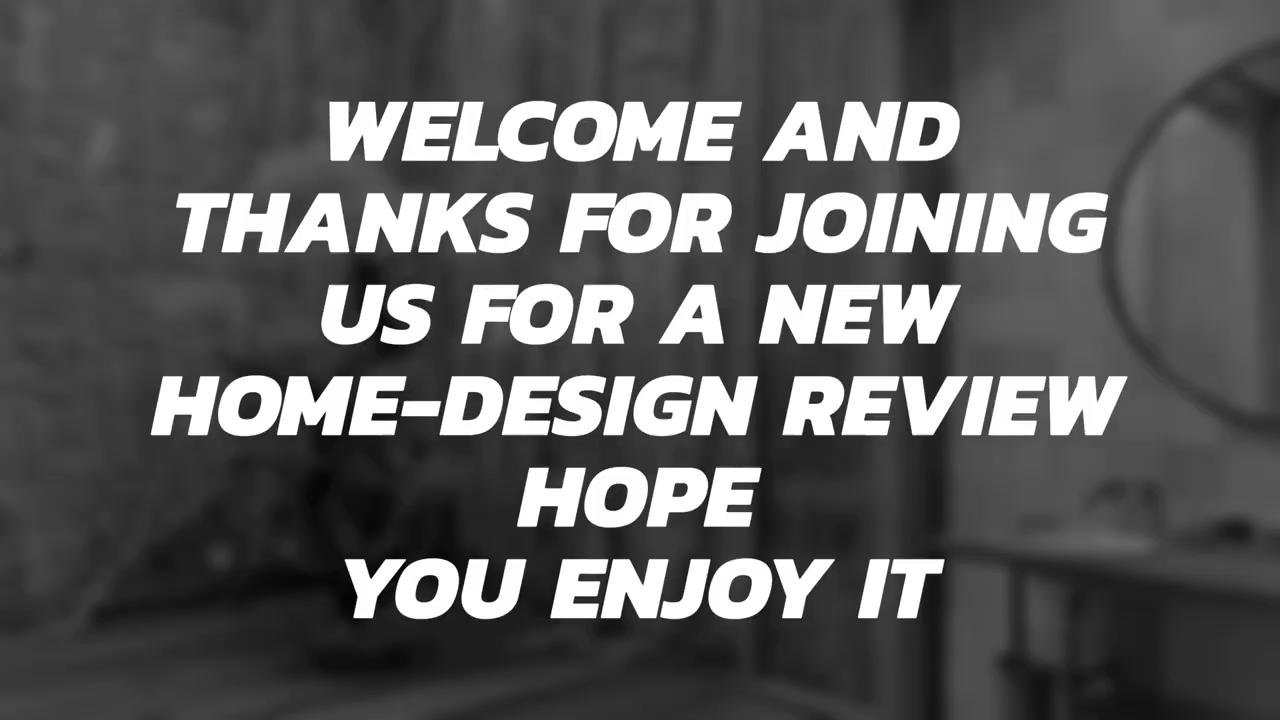 WELCOME AND
THANKS FOR JOINING
US FOR A NEW
HOME-DESIGN REVIEW
HOPE
YOU ENJOY IT